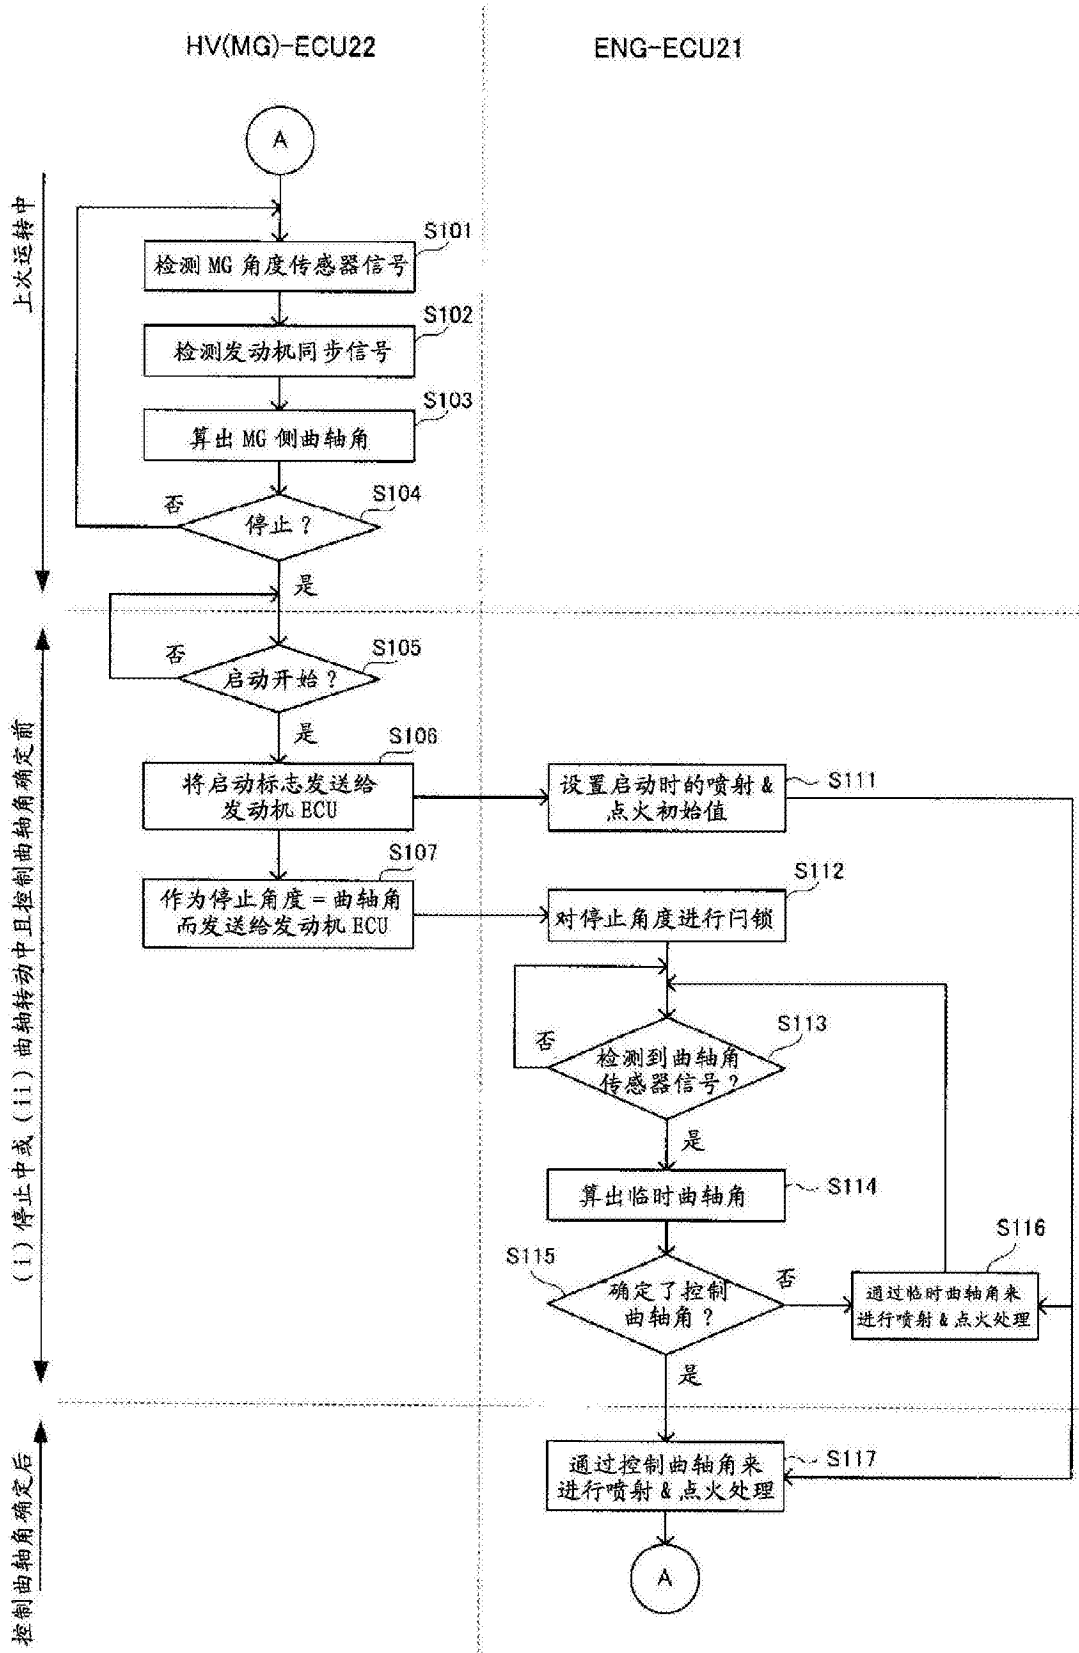 HV(MG)-ECU22
ENG-ECU21
A
上次运转中
S101
检测 MG 角度传感器信号
S102
检测发动机同步信号
S103
算出 MG 侧曲轴角
S104
停止？
否
是
(i) 停止中或 (ii) 曲轴转动中且控制曲轴角确定前
S105
启动开始？
否
是
S106
将启动标志发送给
发动机 ECU
S111
设置启动时的喷射 &
点火初始值
S107
作为停止角度 = 曲轴角
而发送给发动机 ECU
S112
对停止角度进行闩锁
S113
检测到曲轴角
传感器信号？
否
是
S114
算出临时曲轴角
S115
确定了控制
曲轴角？
否
是
S116
通过临时曲轴角来
进行喷射 & 点火处理
控制曲轴角确定后
S117
通过控制曲轴角来
进行喷射 & 点火处理
A